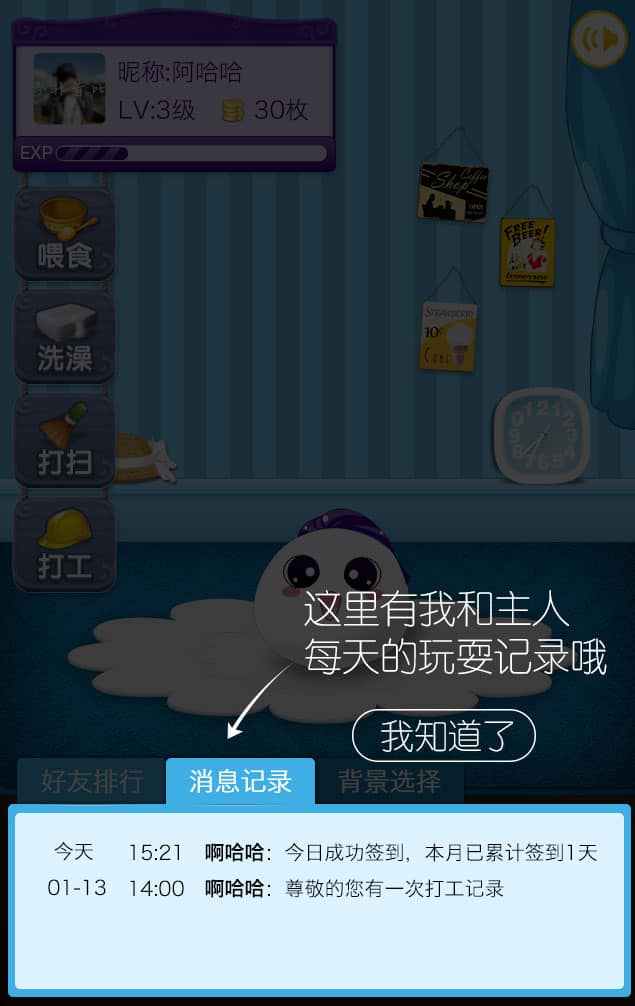 昵称:阿哈哈
LV:3级 30枚
EXP
喂食
洗澡
打扫
打工
Coffie
Shop
OPEN
FREE
BEER!
tomorrow
STRAWBERRY
10¢
CONE
这里有我和主人
每天的玩耍记录哦
我知道了
好友排行 消息记录 背景选择
今天 15:21 啊哈哈：今日成功签到，本月已累计签到1天
01-13 14:00 啊哈哈：尊敬的您有一次打工记录